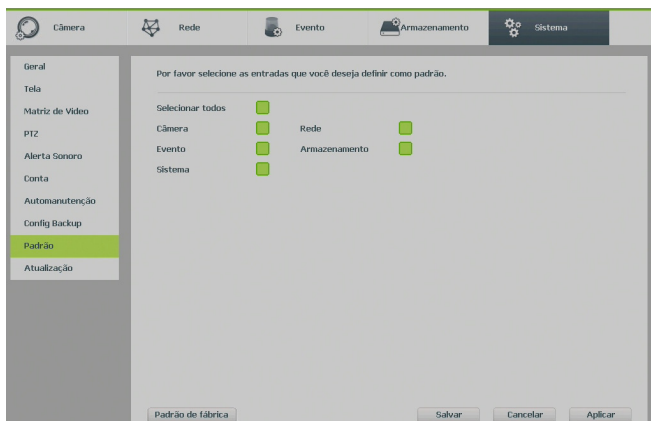 Câmera Rede Evento Armazenamento Sistema
Geral
Tela
Matriz de Vídeo
PTZ
Alerta Sonoro
Conta
Automanutenção
Config Backup
Padrão
Atualização
Por favor selecione as entradas que você deseja definir como padrão.
Selecionar todos
Câmera Rede
Evento Armazenamento
Sistema
Padrão de fábrica Salvar Cancelar Aplicar